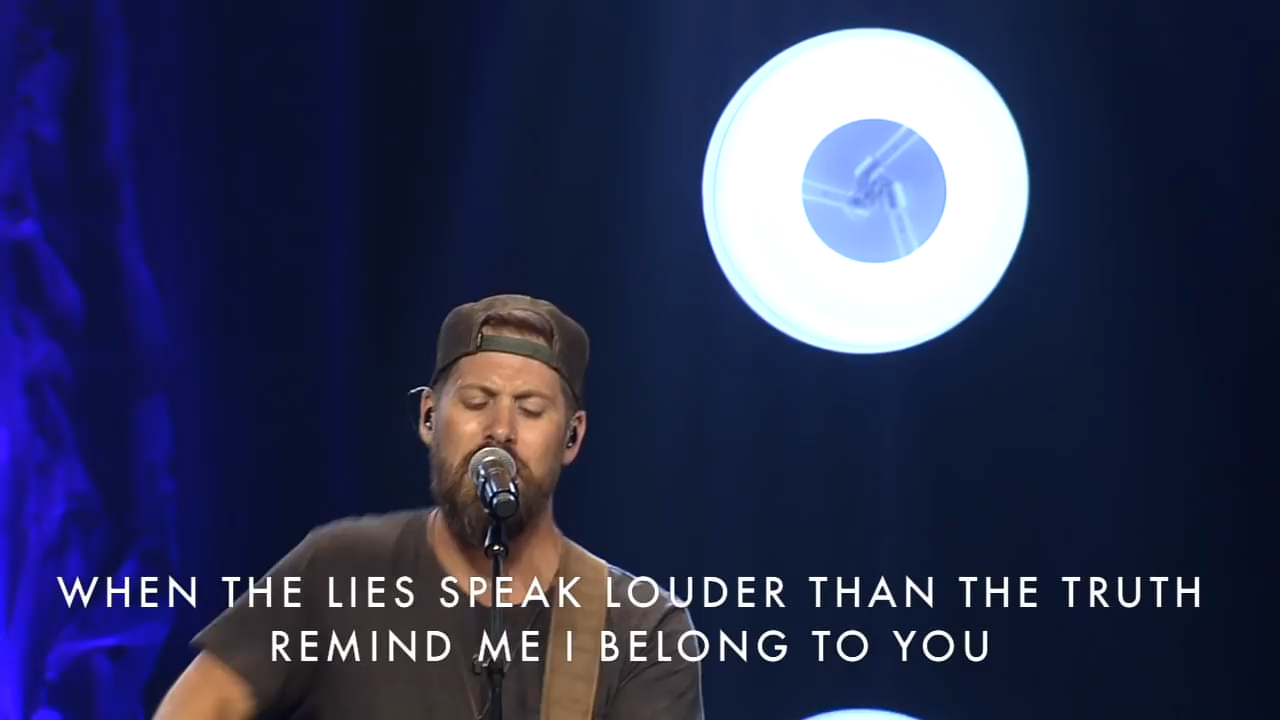 WHEN THE LIES SPEAK LOUDER THAN THE TRUTH
REMIND ME I BELONG TO YOU